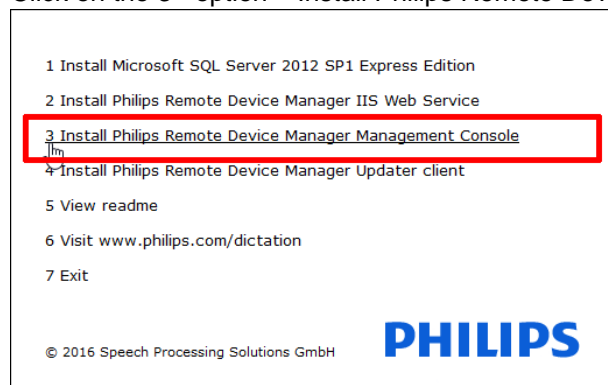 1 Install Microsoft SQL Server 2012 SP1 Express Edition
2 Install Philips Remote Device Manager IIS Web Service
3 Install Philips Remote Device Manager Management Console
4 Install Philips Remote Device Manager Updater client
5 View readme
6 Visit www.philips.com/dictation
7 Exit
© 2016 Speech Processing Solutions GmbH
PHILIPS